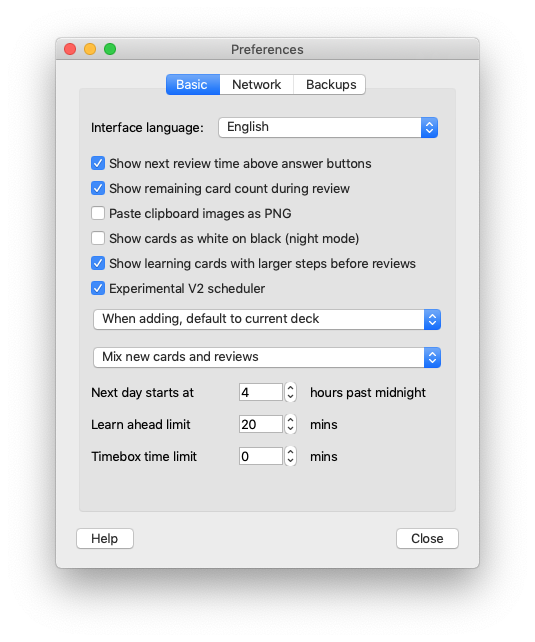 Preferences
Basic Network Backups
Interface language: English
Show next review time above answer buttons
Show remaining card count during review
Paste clipboard images as PNG
Show cards as white on black (night mode)
Show learning cards with larger steps before reviews
Experimental V2 scheduler
When adding, default to current deck
Mix new cards and reviews
Next day starts at 4 hours past midnight
Learn ahead limit 20 mins
Timebox time limit 0 mins
Help Close